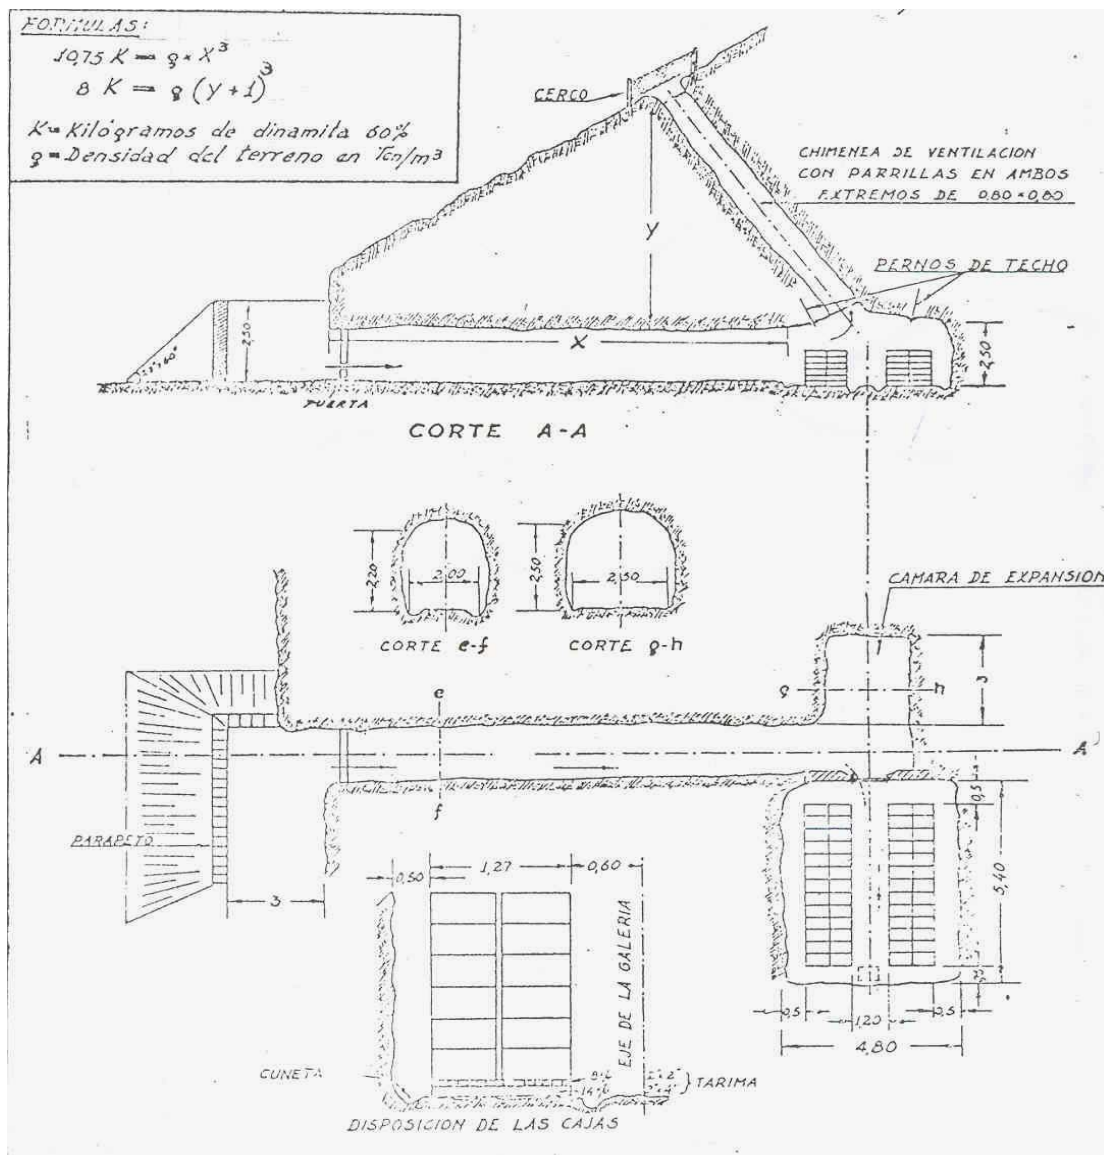 FORMULAS:
10,75 K = ρ × X³
8 K = ρ (Y+1)³
K = Kilógramos de dinamita 60%
ρ = Densidad del terreno en Ton/m³
CERCO
CHIMENEA DE VENTILACION
CON PARRILLAS EN AMBOS
EXTREMOS DE 0,80×0,80
Y
PERNOS DE TECHO
2,50
X
2,50
PUERTA
CORTE A-A
2,20
2,00
2,50
2,50
CAMARA DE EXPANSION
CORTE e-f
CORTE g-h
e
g
h
3
A
A
f
0,5
PARAPETO
3
0,50
1,27
0,60
5,40
EJE DE LA GALERIA
0,5
1,20
0,5
4,80
CUNETA
TARIMA
DISPOSICION DE LAS CAJAS